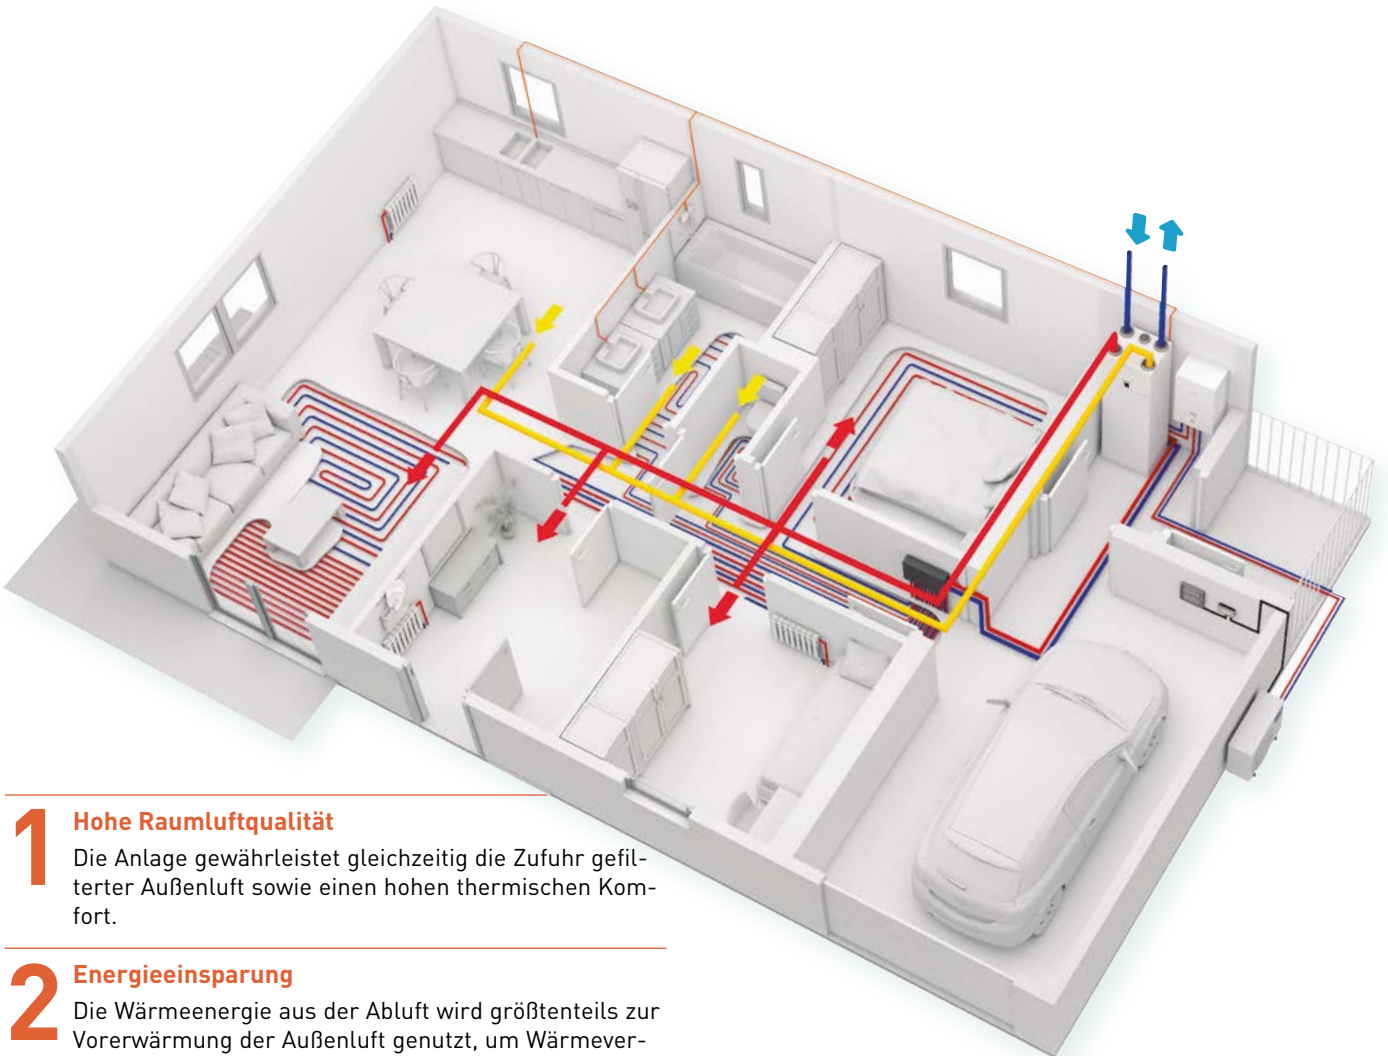 1
Hohe Raumluftqualität
Die Anlage gewährleistet gleichzeitig die Zufuhr gefil-
terter Außenluft sowie einen hohen thermischen Kom-
fort.
2
Energieeinsparung
Die Wärmeenergie aus der Abluft wird größtenteils zur
Vorerwärmung der Außenluft genutzt, um Wärmever-